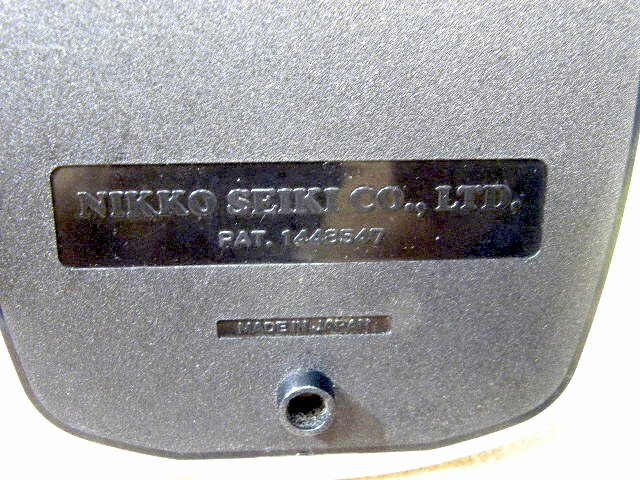 NIKKO SEIKI CO., LTD.
PAT. 1448547
MADE IN JAPAN